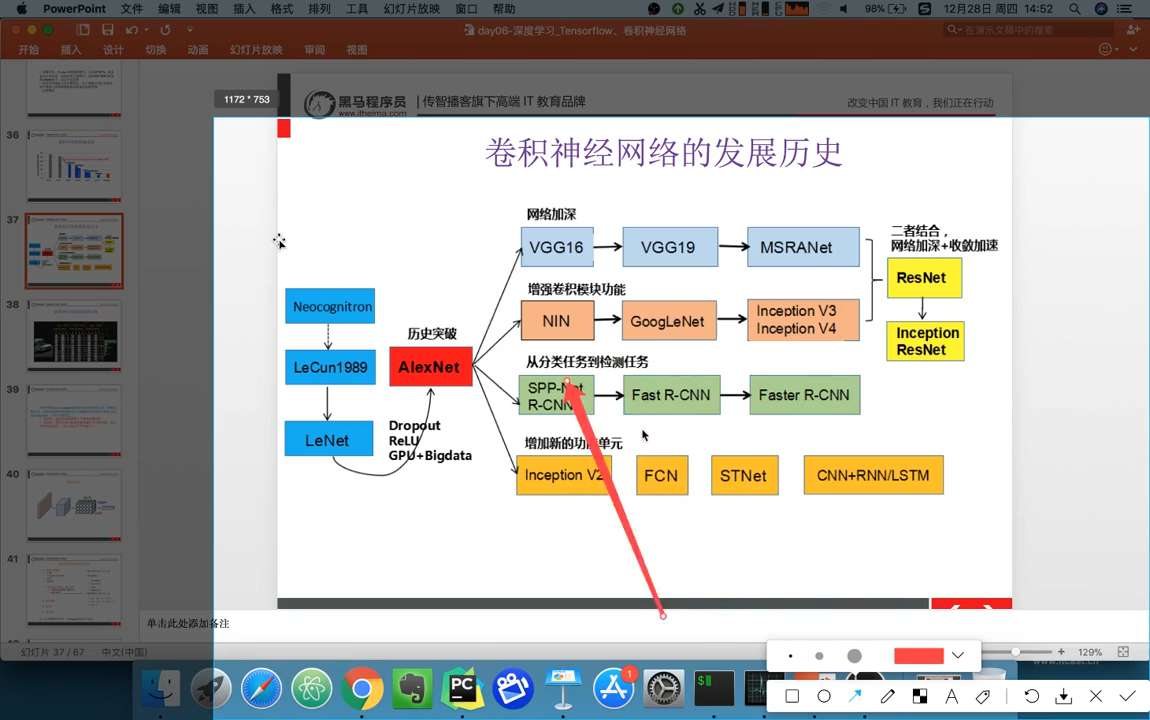 PowerPoint 文件 编辑 视图 插入 格式 排列 工具 幻灯片放映 窗口 帮助 98% 12月28日 周四 14:52
day06-深度学习_Tensorflow、卷积神经网络
在演示文稿中的搜索
开始 插入 设计 切换 动画 幻灯片放映 审阅 视图
1172 * 753
黑马程序员 | 传智播客旗下高端 IT 教育品牌
www.itheima.com
改变中国 IT 教育，我们正在行动
36
37
38
39
40
41
卷积神经网络的发展历史
网络加深
VGG16
VGG19
MSRANet
二者结合，
网络加深+收敛加速
ResNet
Inception
ResNet
增强卷积模块功能
NIN
GoogLeNet
Inception V3
Inception V4
Neocognitron
LeCun1989
LeNet
历史突破
AlexNet
Dropout
ReLU
GPU+Bigdata
从分类任务到检测任务
SPP-Net
R-CNN
Fast R-CNN
Faster R-CNN
增加新的功能单元
Inception V2
FCN
STNet
CNN+RNN/LSTM
单击此处添加备注
幻灯片 37 / 67 中文(中国)
129%
www.itcast.cn
PC
1
$
A